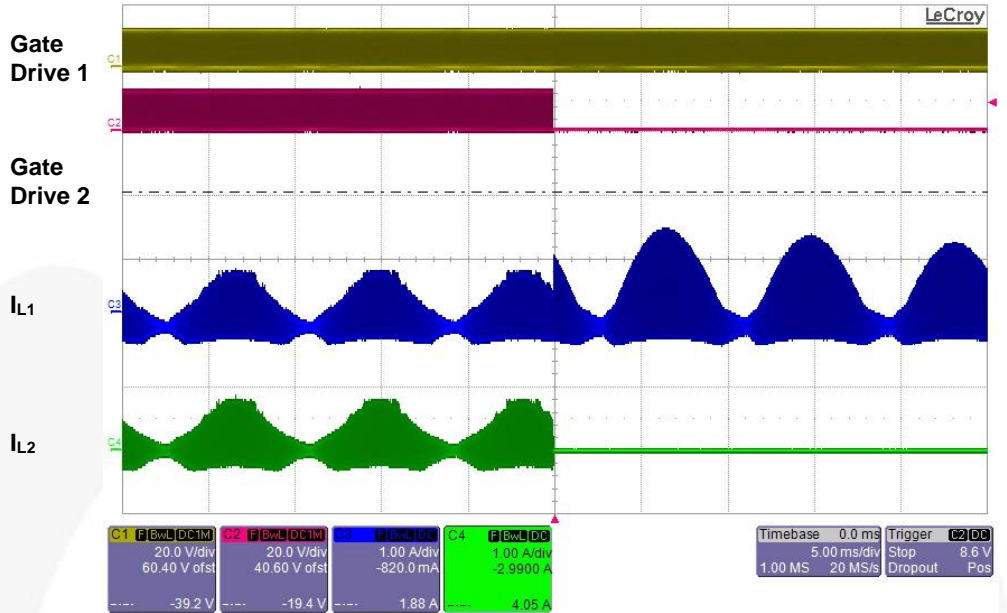 LeCroy
Gate
Drive 1
C1
C2
Gate
Drive 2
IL1
C3
IL2
C4
C1 F BwL DC1M
20.0 V/div
60.40 V ofst
-39.2 V
C2 F BwL DC1M
20.0 V/div
40.60 V ofst
-19.4 V
C3 F BwL DC
1.00 A/div
-820.0 mA
1.88 A
C4 F BwL DC
1.00 A/div
-2.9900 A
4.05 A
Timebase 0.0 ms
5.00 ms/div
1.00 MS 20 MS/s
Trigger C2 DC
Stop 8.6 V
Dropout Pos